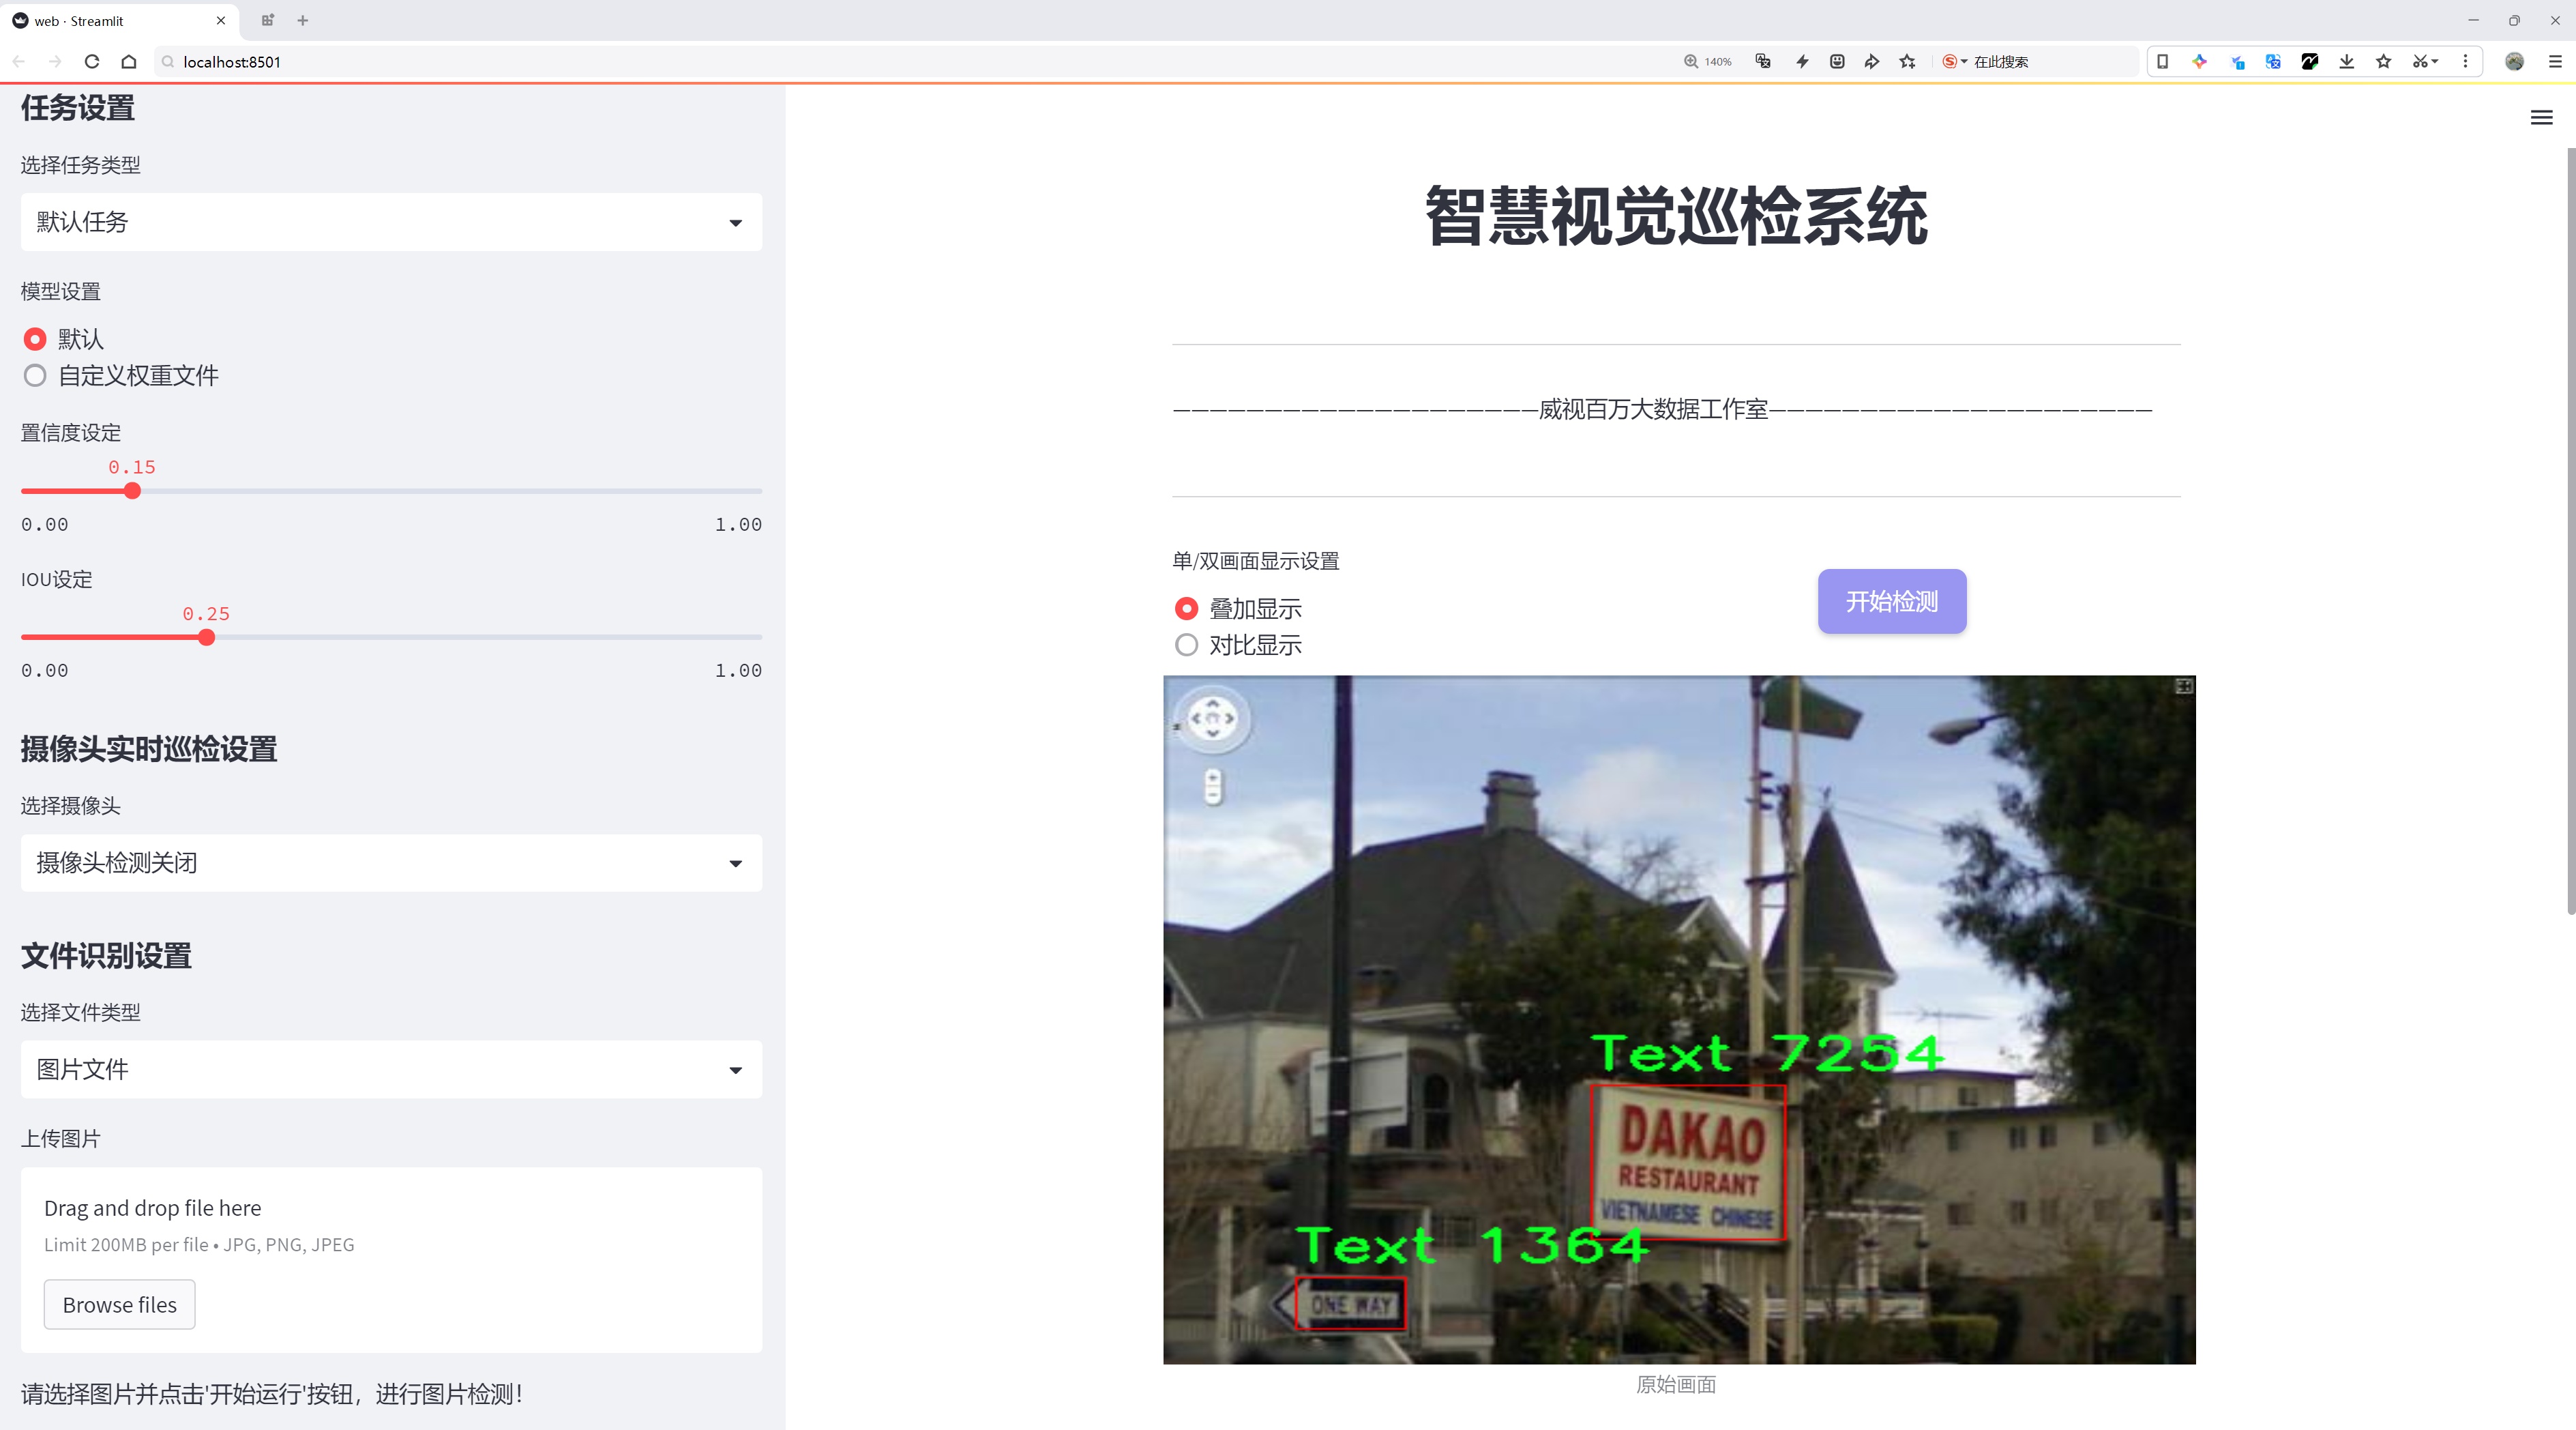 web · Streamlit
localhost:8501
140%
在此搜索
任务设置
选择任务类型
默认任务
模型设置
默认
自定义权重文件
置信度设定
0.15
0.00 1.00
IOU设定
0.25
0.00 1.00
摄像头实时巡检设置
选择摄像头
摄像头检测关闭
文件识别设置
选择文件类型
图片文件
上传图片
Drag and drop file here
Limit 200MB per file • JPG, PNG, JPEG
Browse files
请选择图片并点击'开始运行'按钮，进行图片检测！
智慧视觉巡检系统
————————————————————威视百万大数据工作室—————————————————————
单/双画面显示设置
叠加显示
对比显示
开始检测
Text 7254
DAKAO
RESTAURANT
VIETNAMESE CHINESE
Text 1364
ONE WAY
原始画面